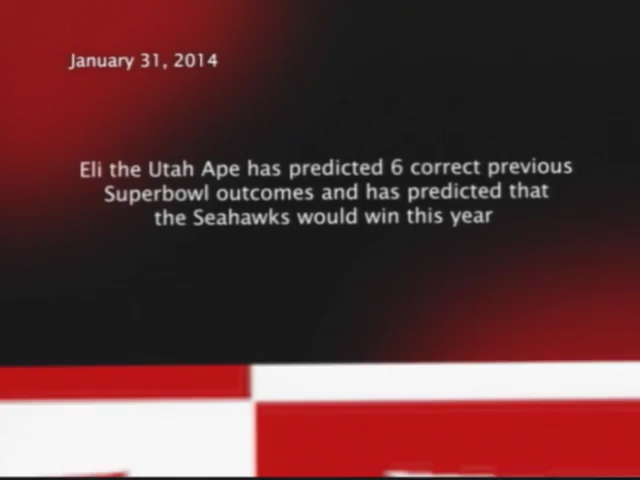 January 31, 2014
Eli the Utah Ape has predicted 6 correct previous
Superbowl outcomes and has predicted that
the Seahawks would win this year